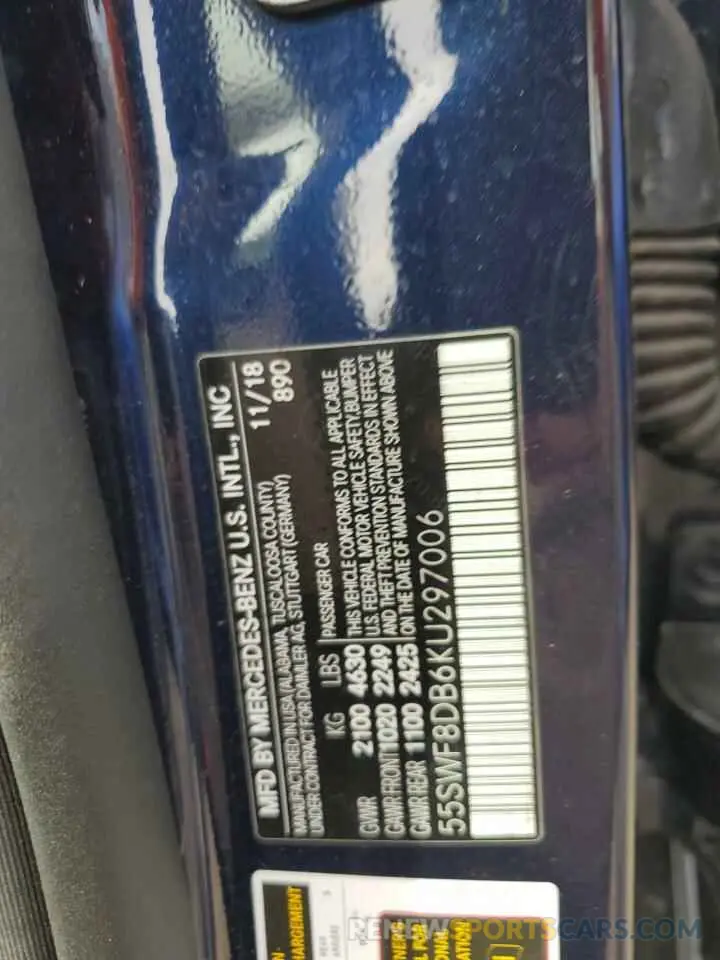 MFD BY MERCEDES-BENZ U.S. INTL., INC
MANUFACTURED IN USA (ALABAMA, TUSCALOOSA COUNTY) 11/18
UNDER CONTRACT FOR DAIMLER AG, STUTTGART (GERMANY) 890
KG LBS PASSENGER CAR
GVWR 2100 4630 THIS VEHICLE CONFORMS TO ALL APPLICABLE
U.S. FEDERAL MOTOR VEHICLE SAFETY, BUMPER
GAWR FRONT 1020 2249 AND THEFT PREVENTION STANDARDS IN EFFECT
GAWR REAR 1100 2425 ON THE DATE OF MANUFACTURE SHOWN ABOVE
55SWF8DB6KU297006
CHARGEMENT
REAR
RENEWSPORTSCARS.COM